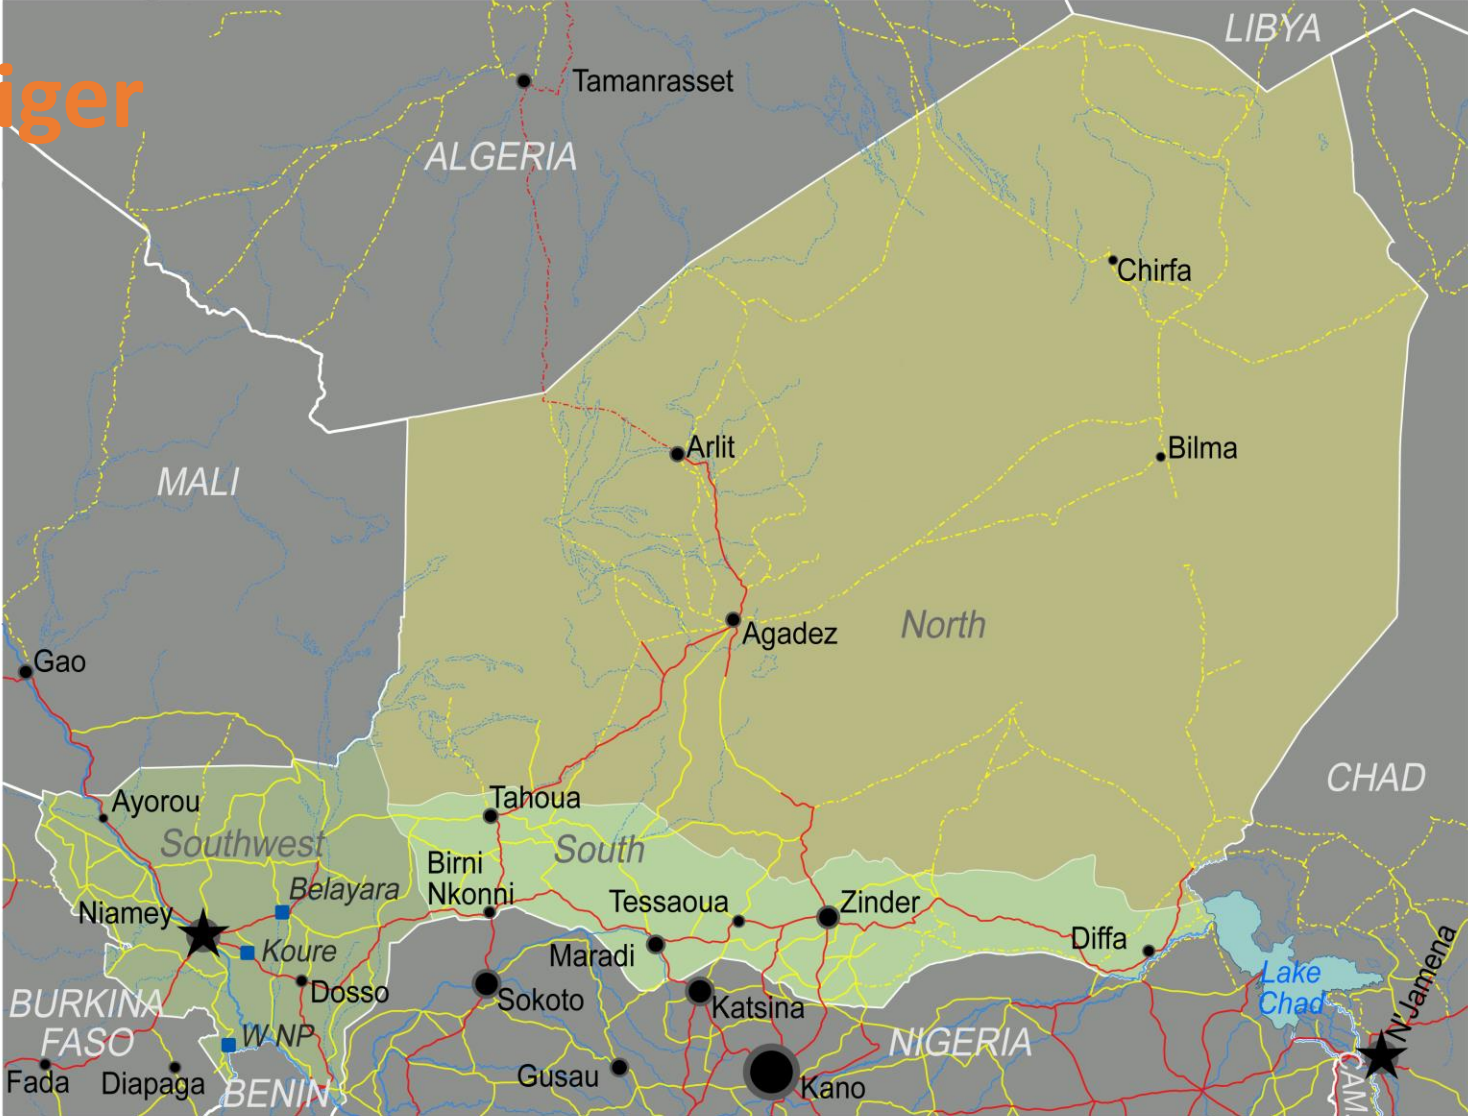 LIBYA
Tamanrasset
iger
ALGERIA
Chirfa
Arlit
Bilma
MALI
North
Agadez
Gao
CHAD
Tahoua
Ayorou
Southwest
South
Birni
Nkonni
Belayara
Tessaoua
Zinder
Niamey
Koure
Maradi
Diffa
Dosso
Sokoto
Katsina
Lake
Chad
N'Jamena
BURKINA
FASO
W NP
NIGERIA
Fada
Diapaga
BENIN
Gusau
Kano
CAM